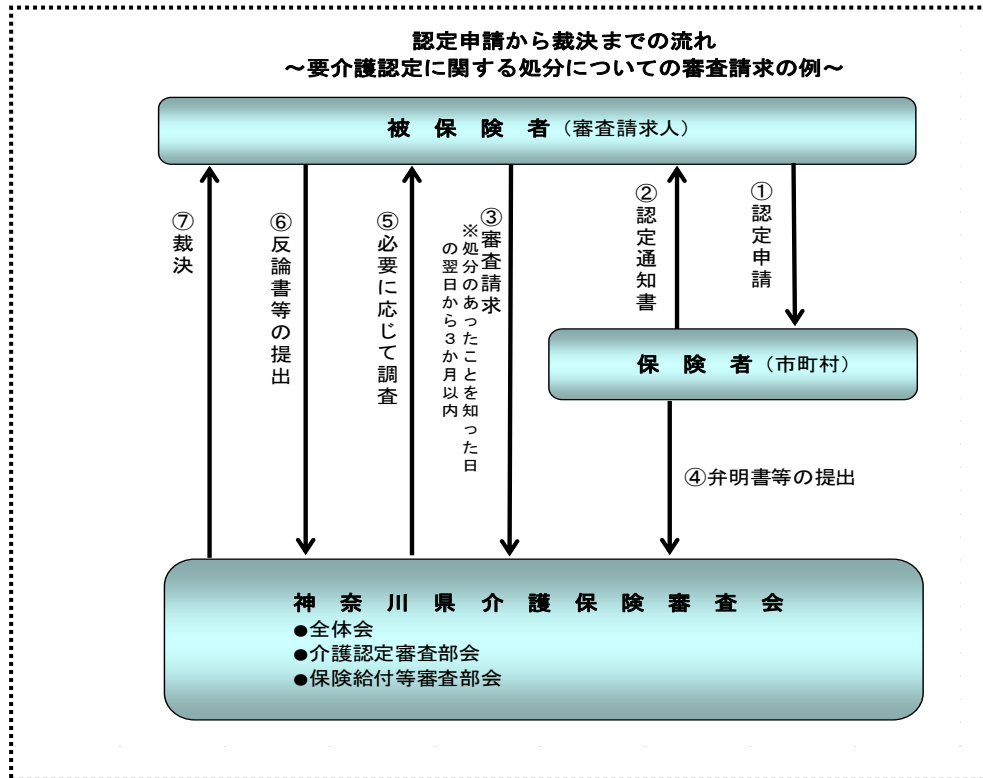 認定申請から裁決までの流れ
~要介護認定に関する処分についての審査請求の例~
被保険者(審査請求人)
①認定申請
②認定通知書
③審査請求
※処分のあったことを知った日
の翌日から3か月以内
⑤必要に応じて調査
⑥反論書等の提出
⑦裁決
保険者(市町村)
④弁明書等の提出
神奈川県介護保険審査会
●全体会
●介護認定審査部会
●保険給付等審査部会